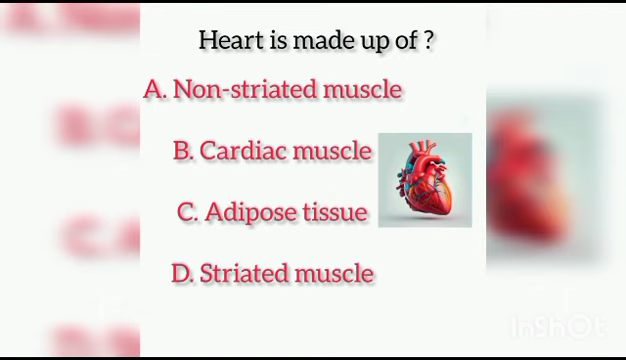 Heart is made up of ?
A. Non-striated muscle
B. Cardiac muscle
C. Adipose tissue
D. Striated muscle
InShOt